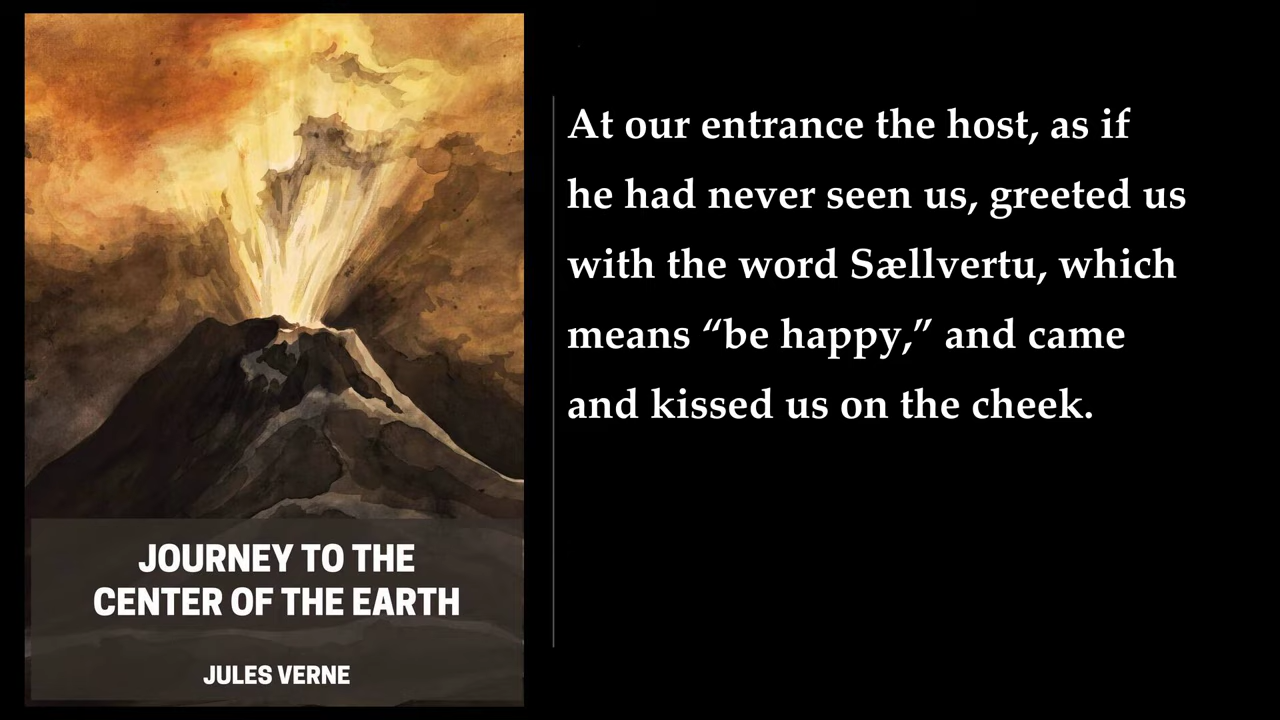 At our entrance the host, as if
he had never seen us, greeted us
with the word Sællvertu, which
means “be happy,” and came
and kissed us on the cheek.
JOURNEY TO THE
CENTER OF THE EARTH
JULES VERNE